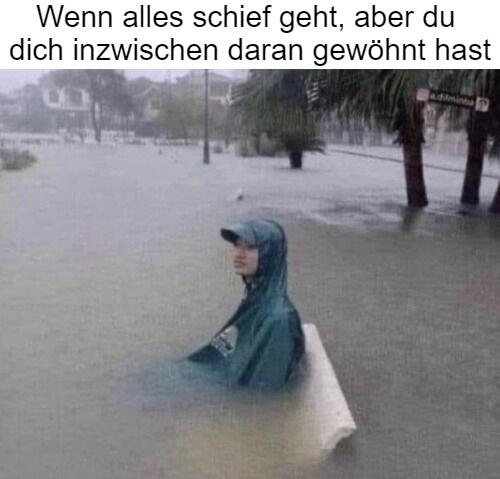 Wenn alles schief geht, aber du
dich inzwischen daran gewöhnt hast